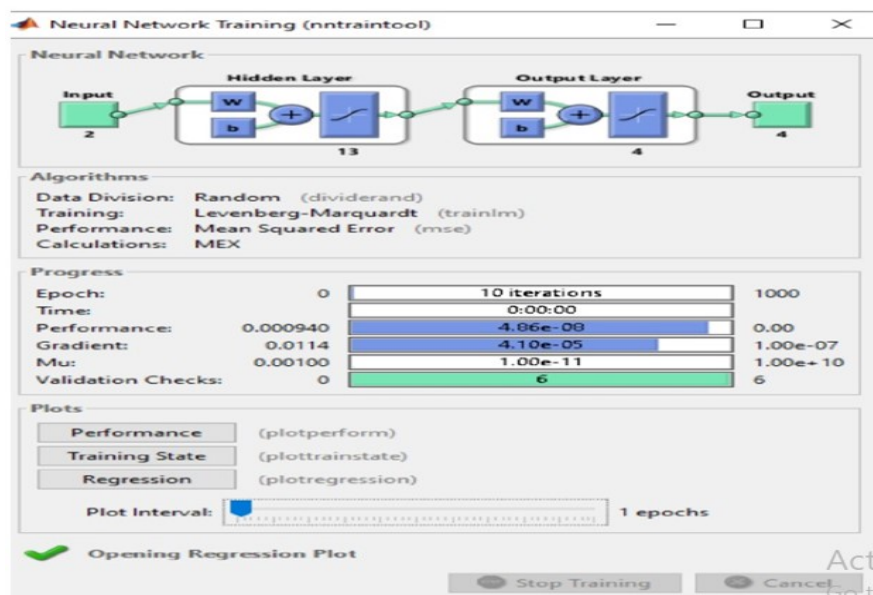 Neural Network Training (nntraintool)
Neural Network
Hidden Layer Output Layer
Input Output
W W
b b
2 13 4 4
Algorithms
Data Division: Random (dividerand)
Training: Levenberg-Marquardt (trainlm)
Performance: Mean Squared Error (mse)
Calculations: MEX
Progress
Epoch: 0 10 iterations 1000
Time: 0:00:00
Performance: 0.000940 4.86e-08 0.00
Gradient: 0.0114 4.10e-05 1.00e-07
Mu: 0.00100 1.00e-11 1.00e+10
Validation Checks: 0 6 6
Plots
Performance (plotperform)
Training State (plottrainstate)
Regression (plotregression)
Plot Interval: 1 epochs
Opening Regression Plot
Act
Stop Training Cancel